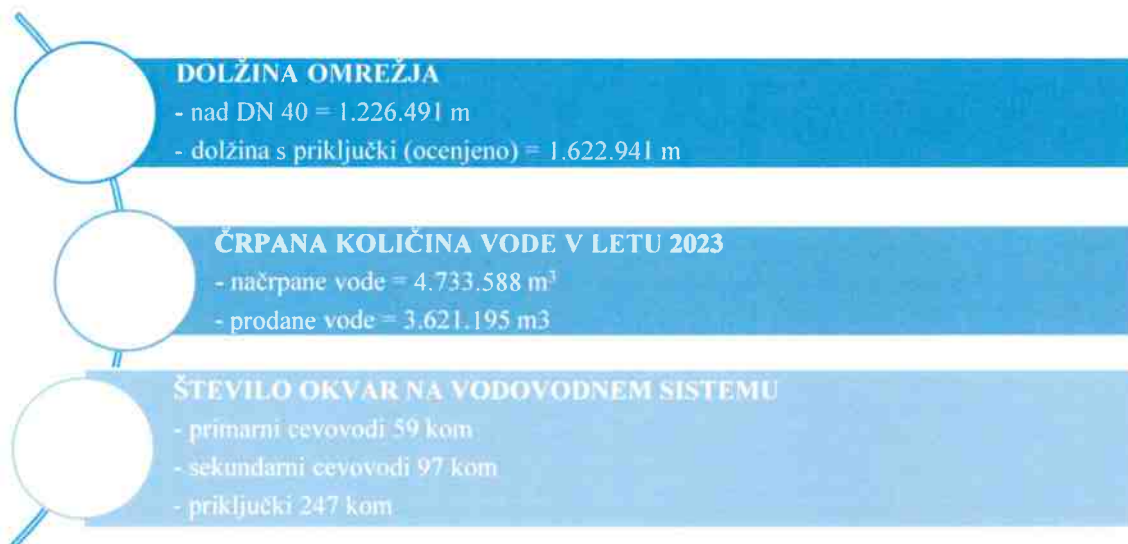 DOLŽINA OMREŽJA
- nad DN 40 = 1.226.491 m
- dolžina s priključki (ocenjeno) = 1.622.941 m
ČRPANA KOLIČINA VODE V LETU 2023
- načrpane vode = 4.733.588 m³
- prodane vode = 3.621.195 m3
ŠTEVILO OKVAR NA VODOVODNEM SISTEMU
- primarni cevovodi 59 kom
- sekundarni cevovodi 97 kom
- priključki 247 kom